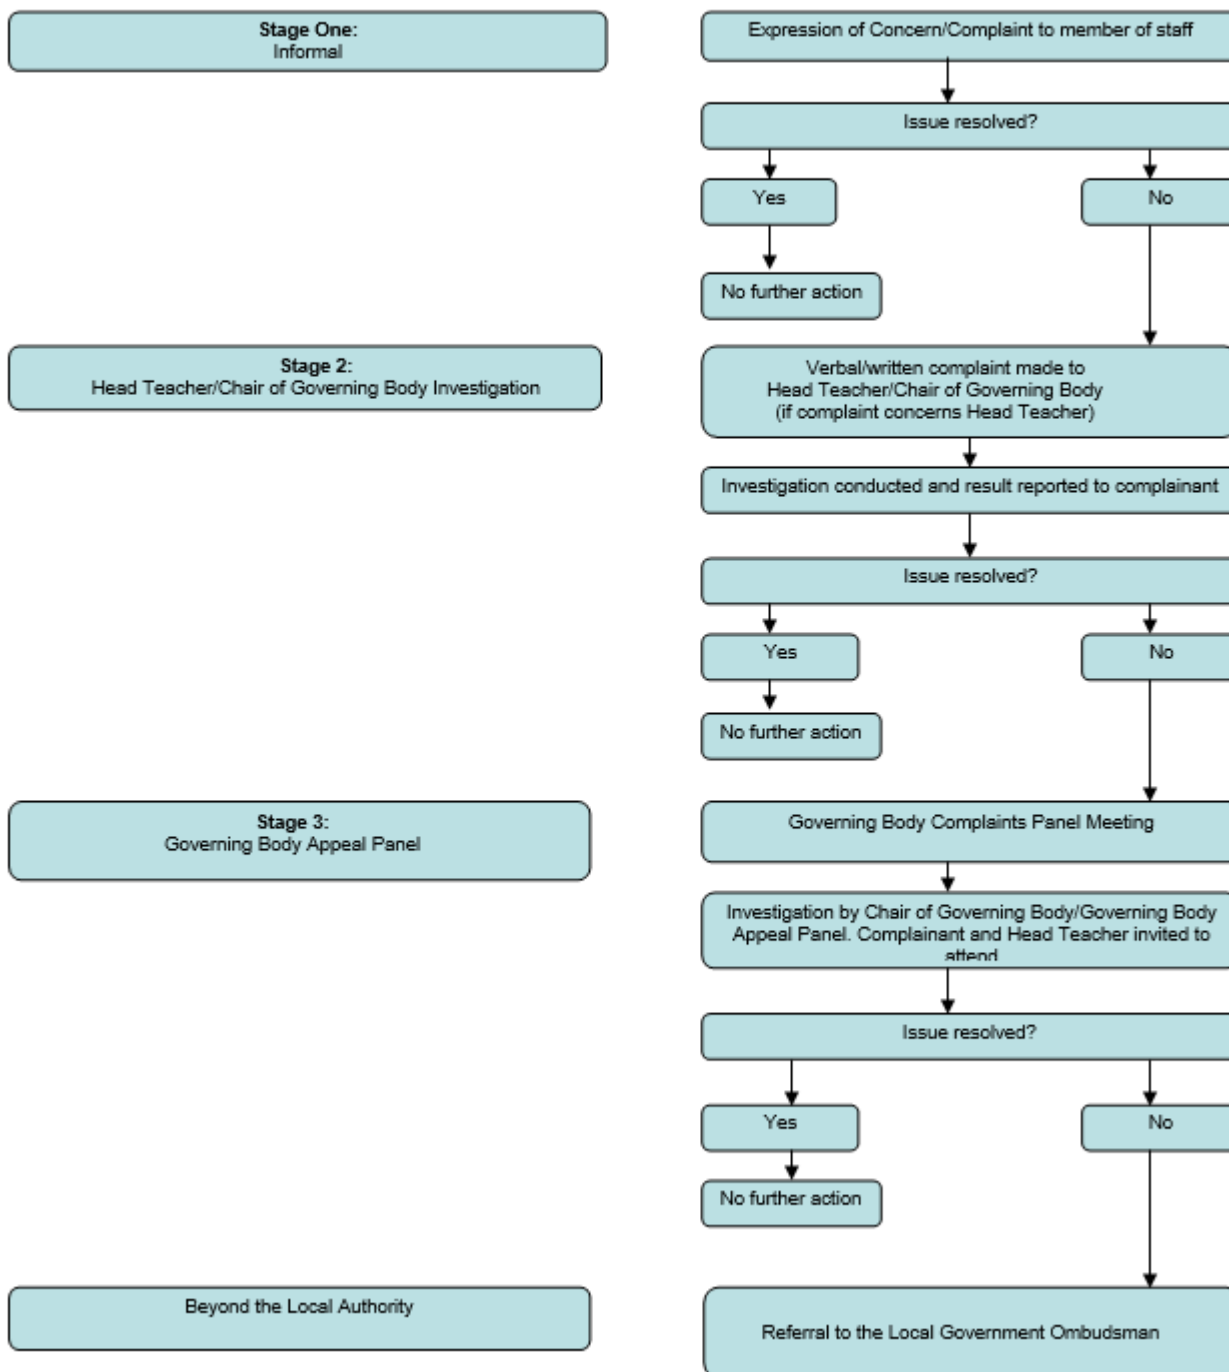 Stage One:
Informal
Expression of Concern/Complaint to member of staff
Issue resolved?
Yes
No
No further action
Stage 2:
Head Teacher/Chair of Governing Body Investigation
Verbal/written complaint made to
Head Teacher/Chair of Governing Body
(if complaint concerns Head Teacher)
Investigation conducted and result reported to complainant
Issue resolved?
Yes
No
No further action
Stage 3:
Governing Body Appeal Panel
Governing Body Complaints Panel Meeting
Investigation by Chair of Governing Body/Governing Body
Appeal Panel. Complainant and Head Teacher invited to
attend
Issue resolved?
Yes
No
No further action
Beyond the Local Authority
Referral to the Local Government Ombudsman